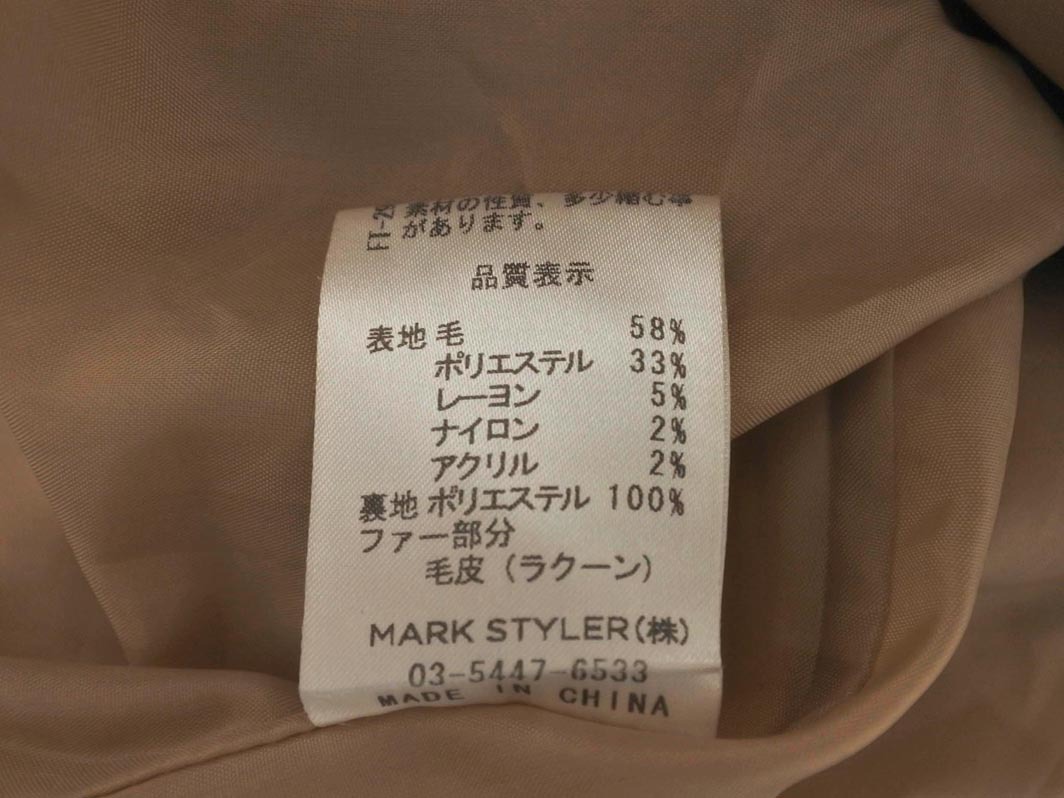 素材の性質、多少縮む事
があります。
FT-2
品質表示
表地 毛 58%
ポリエステル 33%
レーヨン 5%
ナイロン 2%
アクリル 2%
裏地 ポリエステル 100%
ファー部分
毛皮（ラクーン）
MARK STYLER(株)
03-5447-6533
MADE IN CHINA